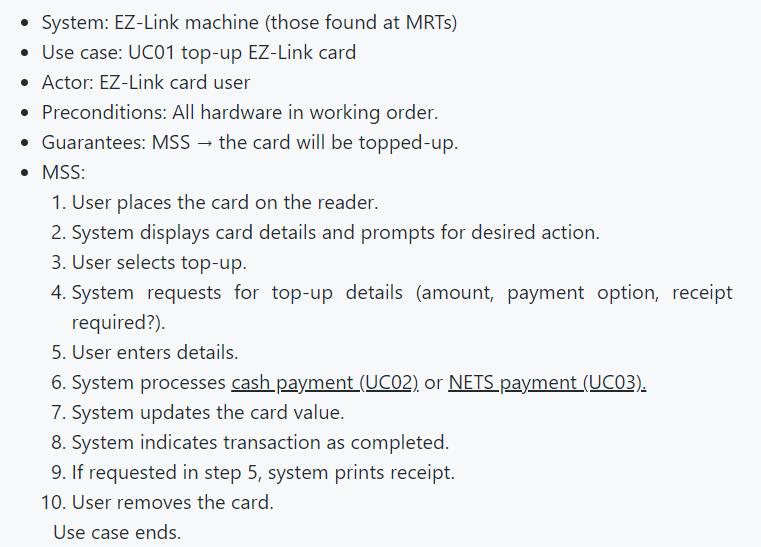 • System: EZ-Link machine (those found at MRTs)
• Use case: UC01 top-up EZ-Link card
• Actor: EZ-Link card user
• Preconditions: All hardware in working order.
• Guarantees: MSS → the card will be topped-up.
• MSS:
1. User places the card on the reader.
2. System displays card details and prompts for desired action.
3. User selects top-up.
4. System requests for top-up details (amount, payment option, receipt
required?).
5. User enters details.
6. System processes cash payment (UC02) or NETS payment (UC03).
7. System updates the card value.
8. System indicates transaction as completed.
9. If requested in step 5, system prints receipt.
10. User removes the card.
Use case ends.